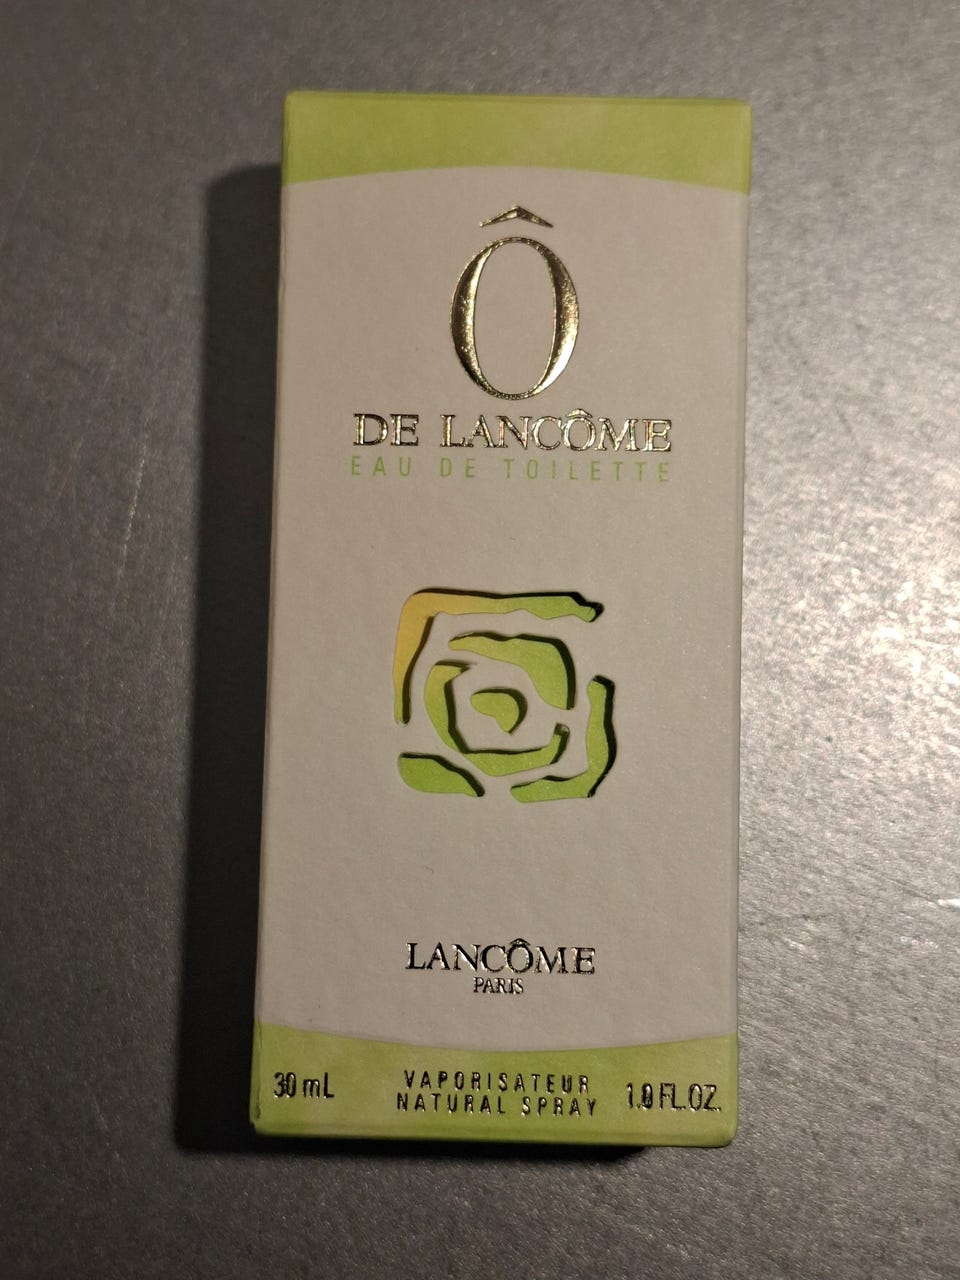 Ô
DE LANCÔME
EAU DE TOILETTE
LANCÔME
PARIS
30 mL
VAPORISATEUR
NATURAL SPRAY
1.0 FL.OZ.